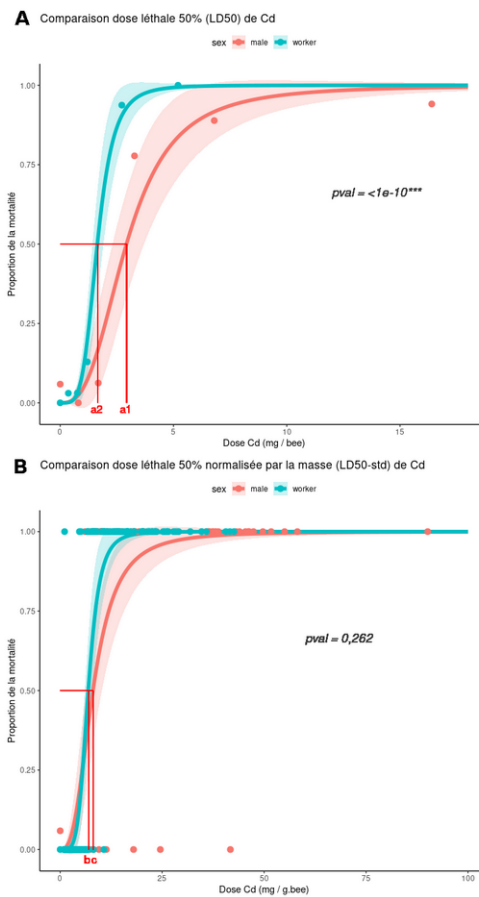 A Comparaison dose léthale 50% (LD50) de Cd
sex male worker
1.00
0.75
0.50
0.25
0.00
Proportion de la mortalité
pval = <1e-10***
a2 a1
0 5 10 15
Dose Cd (mg / bee)
B Comparaison dose léthale 50% normalisée par la masse (LD50-std) de Cd
sex male worker
1.00
0.75
0.50
0.25
0.00
Proportion de la mortalité
pval = 0,262
bc
0 25 50 75 100
Dose Cd (mg / g.bee)